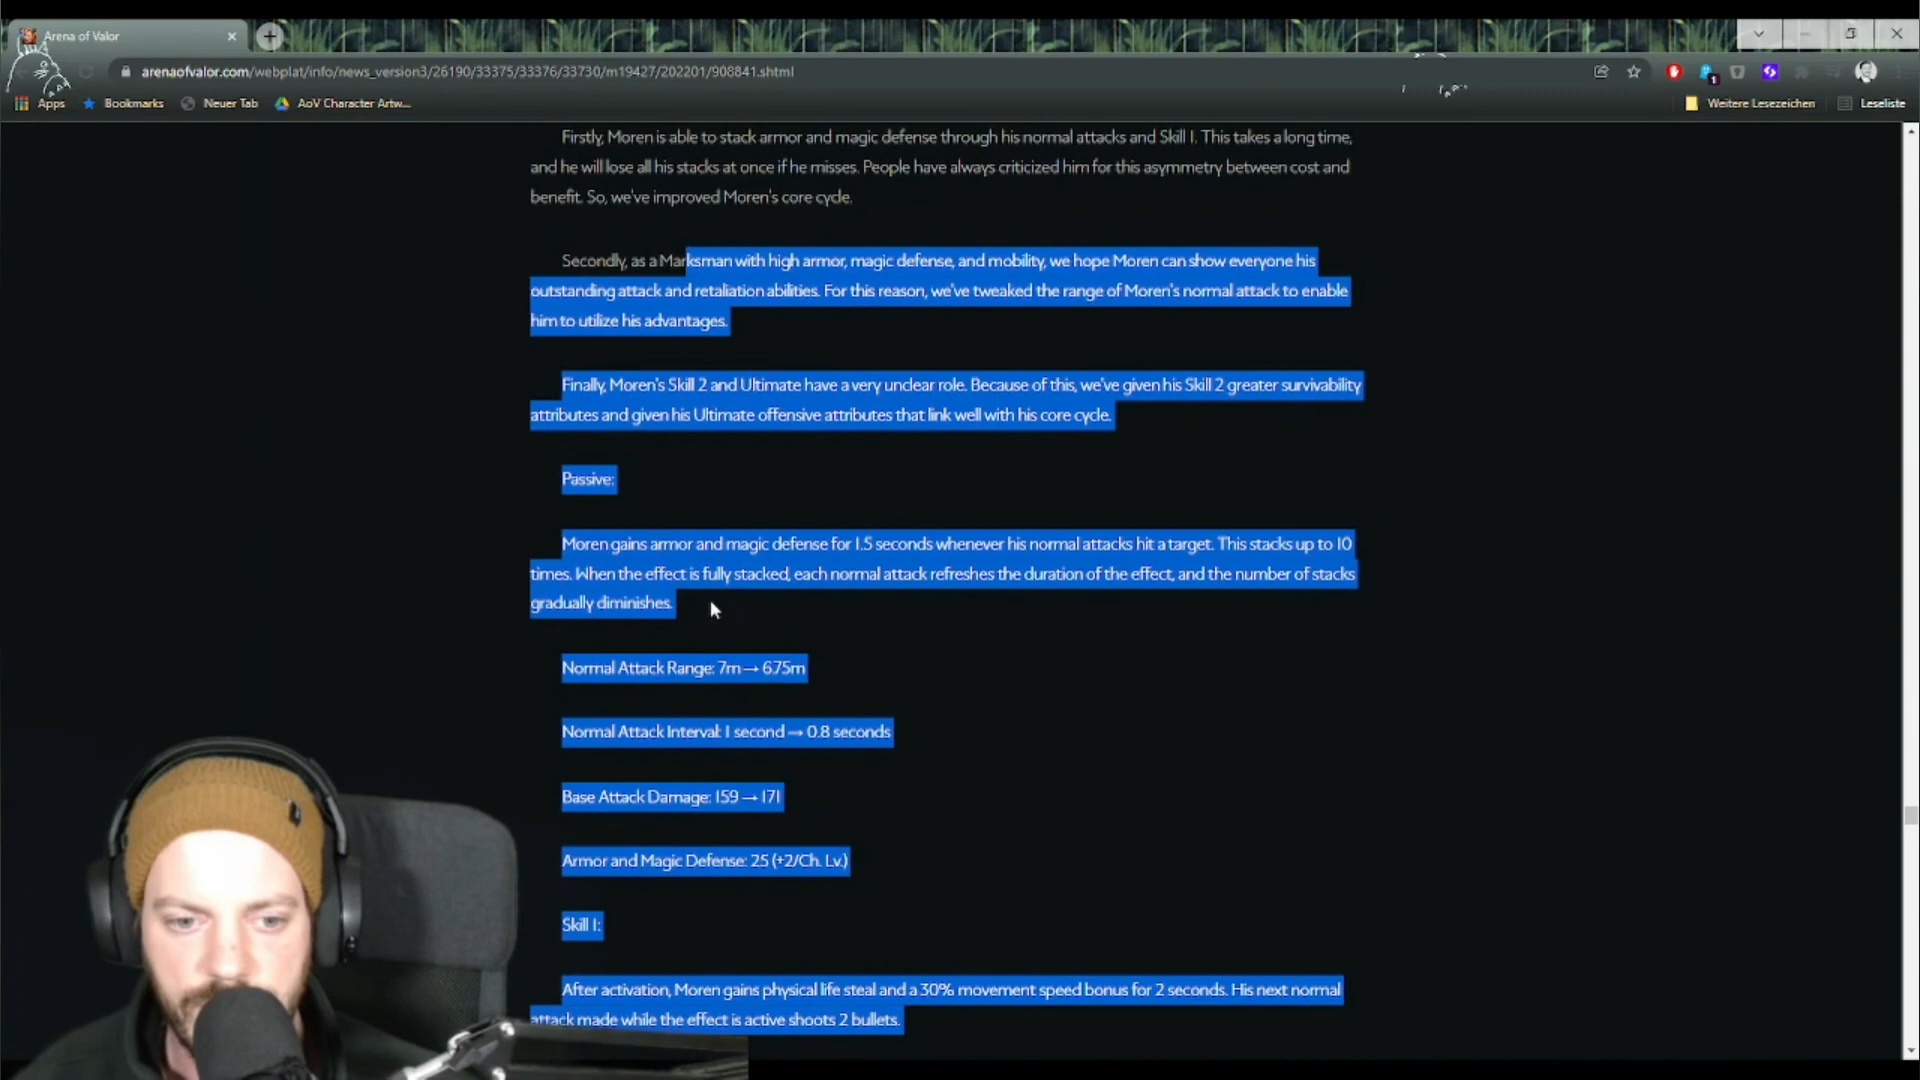 Arena of Valor
arenaofvalor.com/webplat/info/news_version3/26190/33375/33376/33730/m19427/202201/908841.shtml
1
Apps Bookmarks Neuer Tab AoV Character Artw... Weitere Lesezeichen Leseliste
Firstly, Moren is able to stack armor and magic defense through his normal attacks and Skill 1. This takes a long time,
and he will lose all his stacks at once if he misses. People have always criticized him for this asymmetry between cost and
benefit. So, we've improved Moren's core cycle.
Secondly, as a Marksman with high armor, magic defense, and mobility, we hope Moren can show everyone his
outstanding attack and retaliation abilities. For this reason, we've tweaked the range of Moren's normal attack to enable
him to utilize his advantages.
Finally, Moren's Skill 2 and Ultimate have a very unclear role. Because of this, we've given his Skill 2 greater survivability
attributes and given his Ultimate offensive attributes that link well with his core cycle.
Passive:
Moren gains armor and magic defense for 1.5 seconds whenever his normal attacks hit a target. This stacks up to 10
times. When the effect is fully stacked, each normal attack refreshes the duration of the effect, and the number of stacks
gradually diminishes.
Normal Attack Range: 7m → 6.75m
Normal Attack Interval: 1 second → 0.8 seconds
Base Attack Damage: 159 → 171
Armor and Magic Defense: 25 (+2/Ch. Lv.)
Skill 1:
After activation, Moren gains physical life steal and a 30% movement speed bonus for 2 seconds. His next normal
attack made while the effect is active shoots 2 bullets.